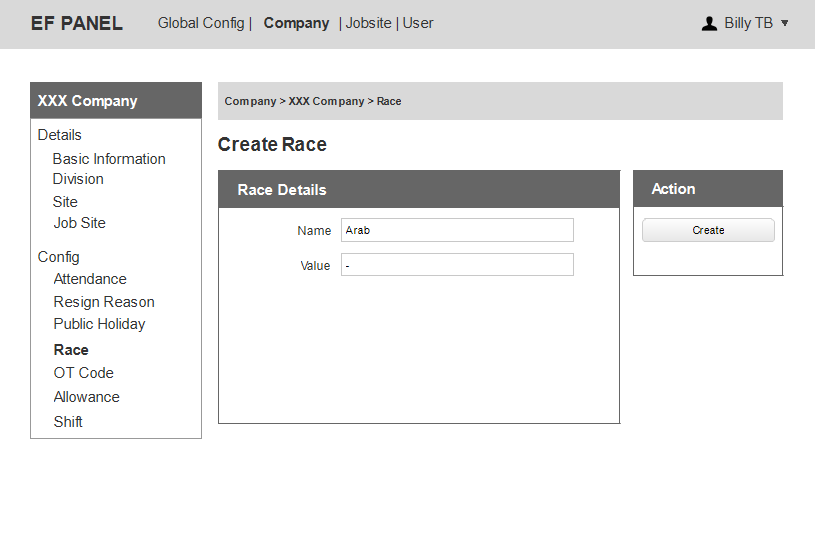 EF PANEL Global Config | Company | Jobsite | User Billy TB
XXX Company
Details
Basic Information
Division
Site
Job Site
Config
Attendance
Resign Reason
Public Holiday
Race
OT Code
Allowance
Shift
Company > XXX Company > Race
Create Race
Race Details
Name Arab
Value -
Action
Create